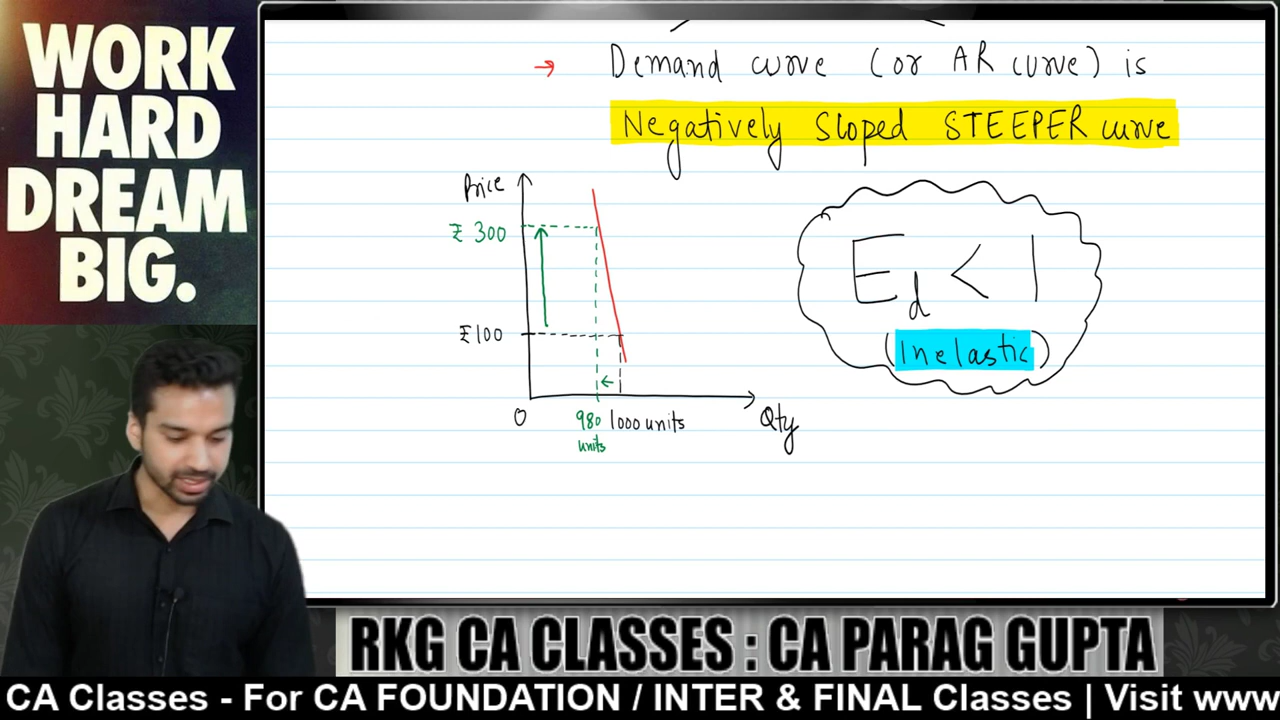 WORK
HARD
DREAM
BIG.
→ Demand curve (or AR curve) is
Negatively sloped STEEPER curve
Price
₹ 300
₹100
0
980
units
1000 units
Qty
Ed < 1
(Inelastic)
RKG CA CLASSES : CA PARAG GUPTA
CA Classes - For CA FOUNDATION / INTER & FINAL Classes | Visit www